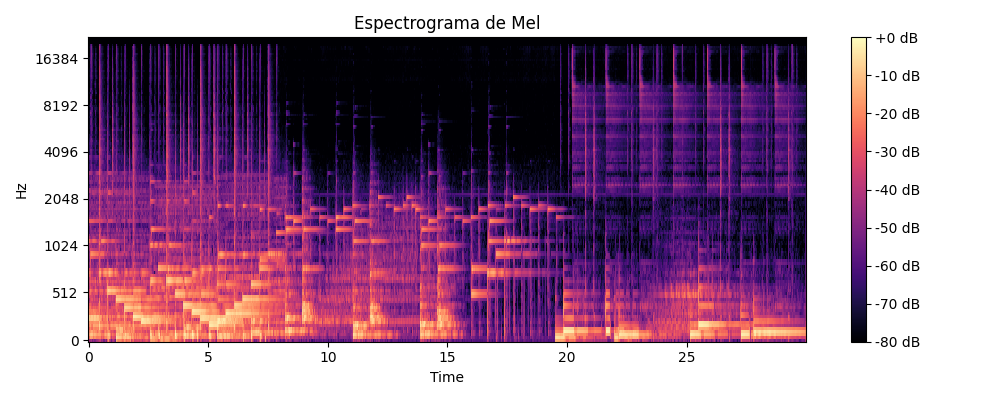 Espectrograma de Mel
Hz
16384
8192
4096
2048
1024
512
0
0 5 10 15 20 25
Time
+0 dB
-10 dB
-20 dB
-30 dB
-40 dB
-50 dB
-60 dB
-70 dB
-80 dB